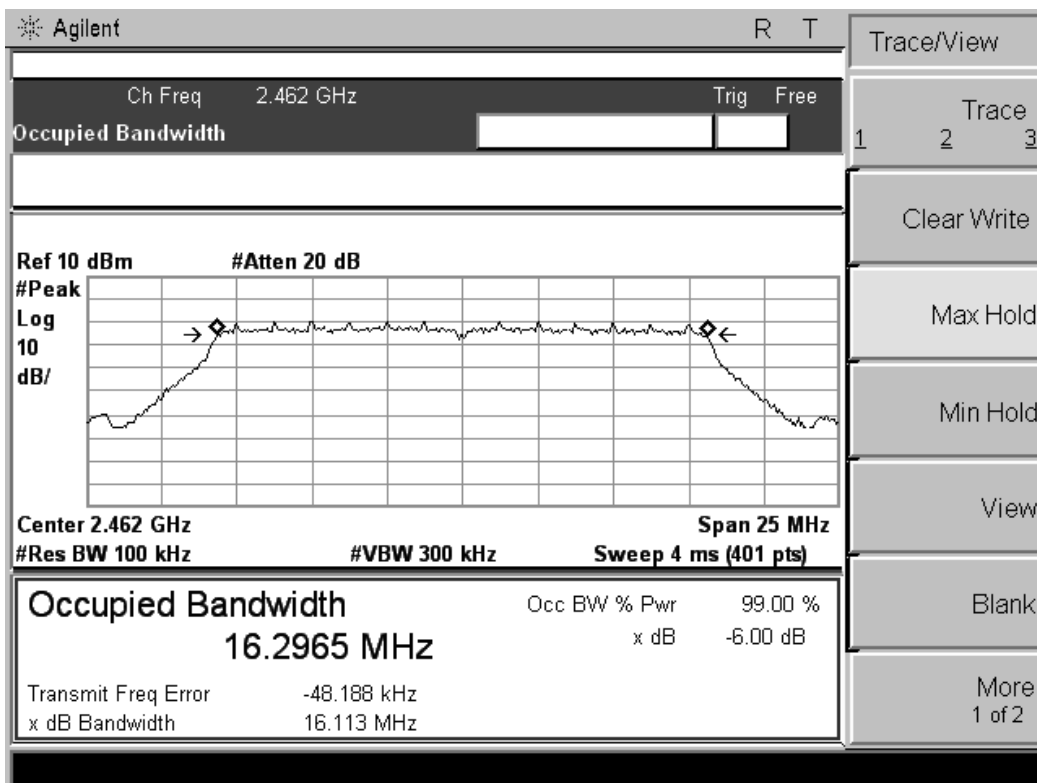 Agilent R T
Ch Freq 2.462 GHz Trig Free
Occupied Bandwidth
Ref 10 dBm #Atten 20 dB
#Peak
Log
10
dB/
Center 2.462 GHz Span 25 MHz
#Res BW 100 kHz #VBW 300 kHz Sweep 4 ms (401 pts)
Occupied Bandwidth
16.2965 MHz
Occ BW % Pwr 99.00 %
x dB -6.00 dB
Transmit Freq Error -48.188 kHz
x dB Bandwidth 16.113 MHz
Trace/View
Trace
1 2 3
Clear Write
Max Hold
Min Hold
View
Blank
More
1 of 2